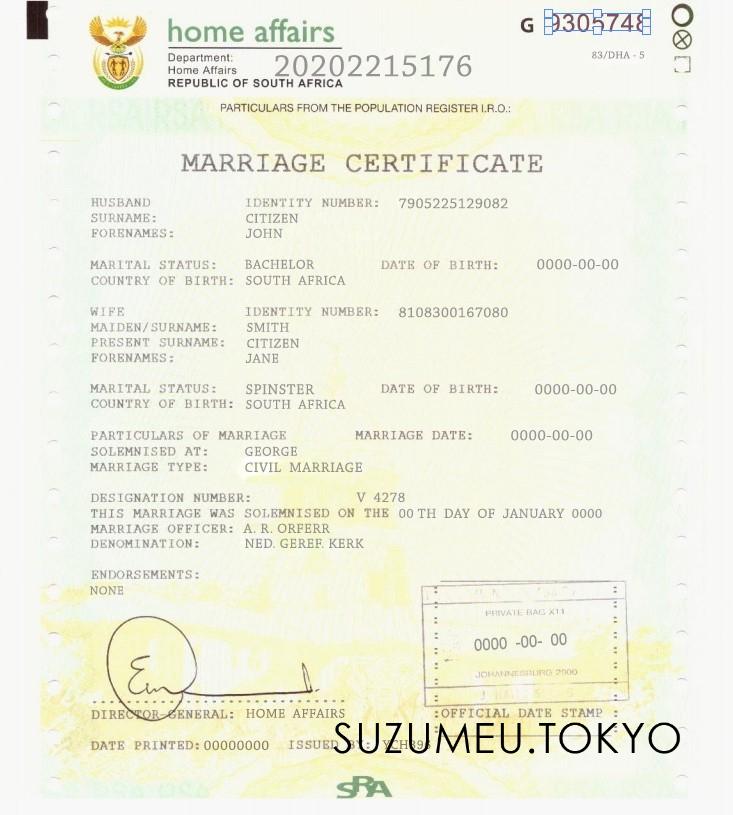 home affairs
Department:
Home Affairs
REPUBLIC OF SOUTH AFRICA
20202215176
G 9305748
83/DHA - 5
PARTICULARS FROM THE POPULATION REGISTER I.R.O.:
MARRIAGE CERTIFICATE
HUSBAND IDENTITY NUMBER: 7905225129082
SURNAME: CITIZEN
FORENAMES: JOHN
MARITAL STATUS: BACHELOR DATE OF BIRTH: 0000-00-00
COUNTRY OF BIRTH: SOUTH AFRICA
WIFE IDENTITY NUMBER: 8108300167080
MAIDEN/SURNAME: SMITH
PRESENT SURNAME: CITIZEN
FORENAMES: JANE
MARITAL STATUS: SPINSTER DATE OF BIRTH: 0000-00-00
COUNTRY OF BIRTH: SOUTH AFRICA
PARTICULARS OF MARRIAGE MARRIAGE DATE: 0000-00-00
SOLEMNISED AT: GEORGE
MARRIAGE TYPE: CIVIL MARRIAGE
DESIGNATION NUMBER: V 4278
THIS MARRIAGE WAS SOLEMNISED ON THE 00 TH DAY OF JANUARY 0000
MARRIAGE OFFICER: A. R. ORFERR
DENOMINATION: NED. GEREF. KERK
ENDORSEMENTS:
NONE
PRIVATE BAG X11
0000 -00- 00
JOHANNESBURG 2000
DIRECTOR-GENERAL: HOME AFFAIRS
OFFICIAL DATE STAMP
DATE PRINTED: 00000000 ISSUED BY:
SUZUMEU.TOKYO
SRA